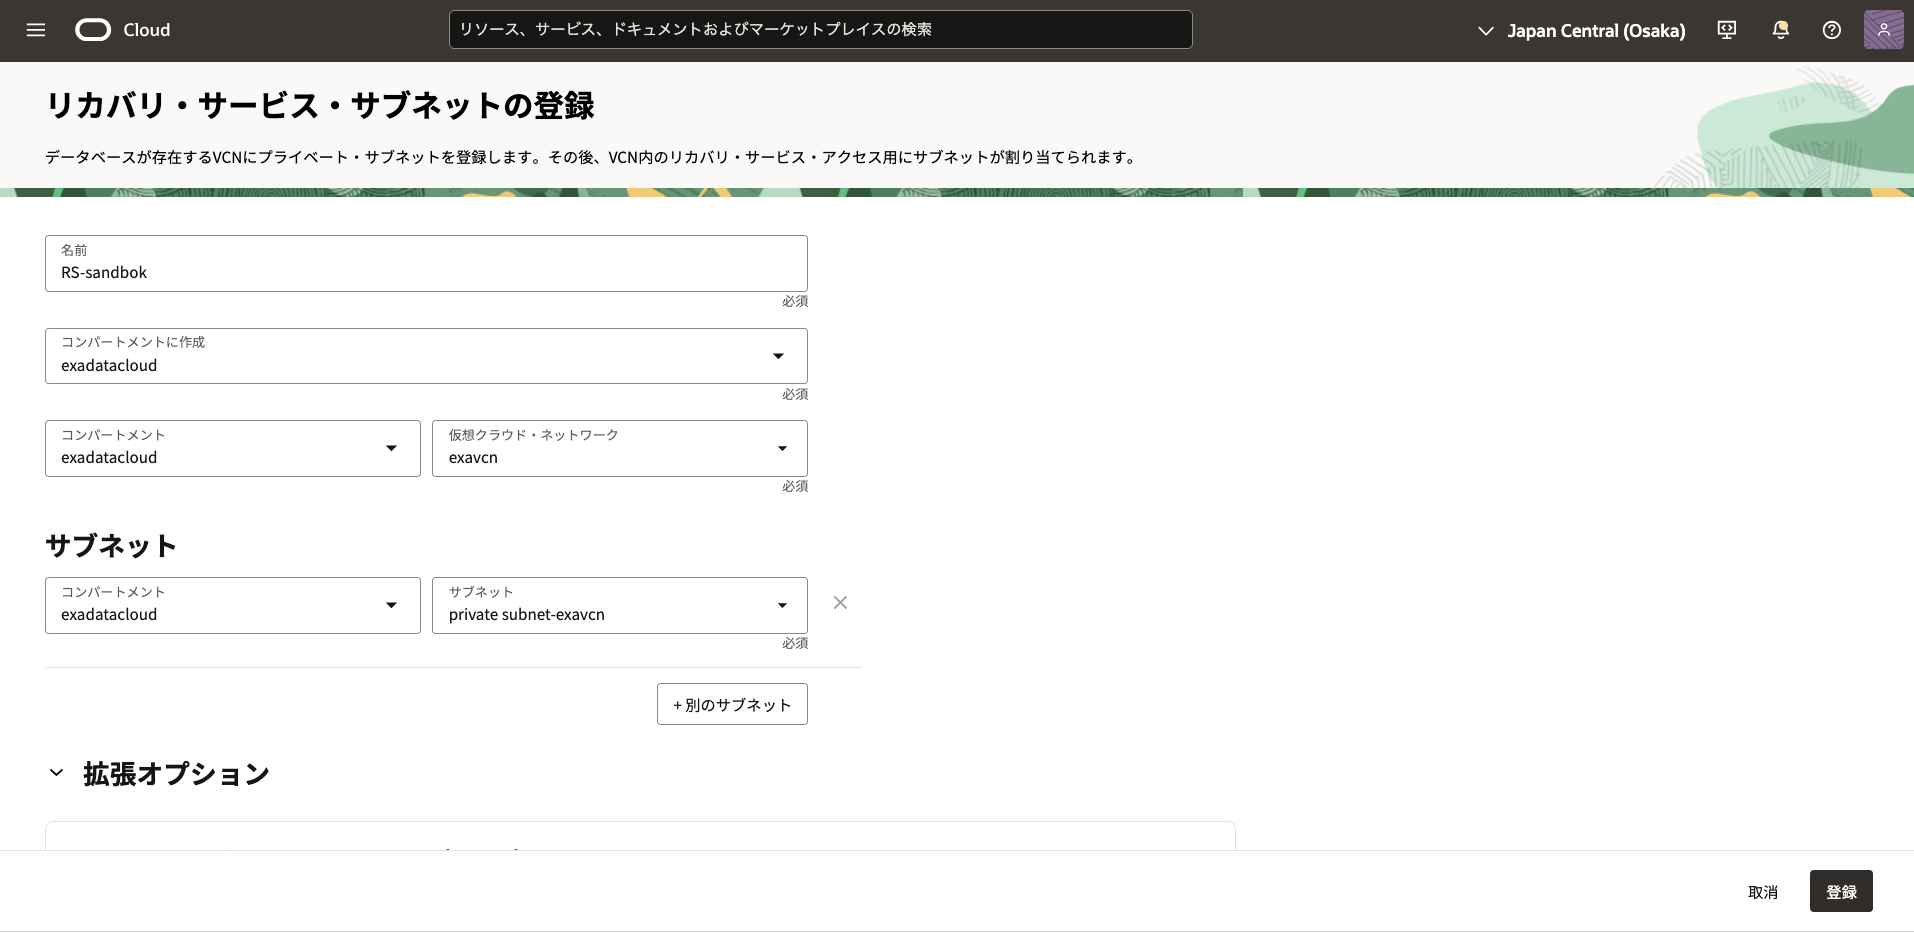 Cloud
リソース、サービス、ドキュメントおよびマーケットプレイスの検索
Japan Central (Osaka)
リカバリ・サービス・サブネットの登録
データベースが存在するVCNにプライベート・サブネットを登録します。その後、VCN内のリカバリ・サービス・アクセス用にサブネットが割り当てられます。
名前
RS-sandbok
必須
コンパートメントに作成
exadatacloud
必須
コンパートメント
exadatacloud
仮想クラウド・ネットワーク
exavcn
必須
サブネット
コンパートメント
exadatacloud
サブネット
private subnet-exavcn
必須
+ 別のサブネット
拡張オプション
取消
登録